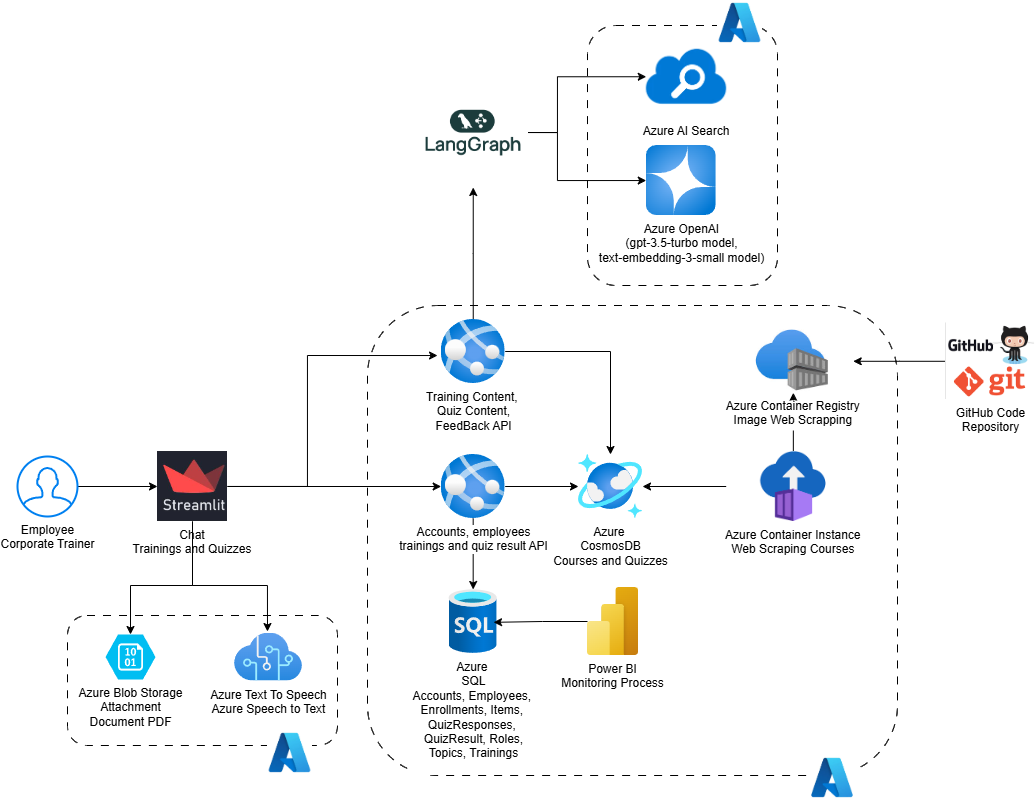 Azure AI Search
LangGraph
Azure OpenAI
(gpt-3.5-turbo model,
text-embedding-3-small model)
GitHub
git
GitHub Code
Repository
Training Content,
Quiz Content,
FeedBack API
Azure Container Registry
Image Web Scrapping
Employee
Corporate Trainer
Streamlit
Chat
Trainings and Quizzes
Accounts, employees
trainings and quiz result API
Azure
CosmosDB
Courses and Quizzes
Azure Container Instance
Web Scraping Courses
SQL
Azure
SQL
Accounts, Employees,
Enrollments, Items,
QuizResponses,
QuizResult, Roles,
Topics, Trainings
Power BI
Monitoring Process
10
01
Azure Blob Storage
Attachment
Document PDF
Azure Text To Speech
Azure Speech to Text